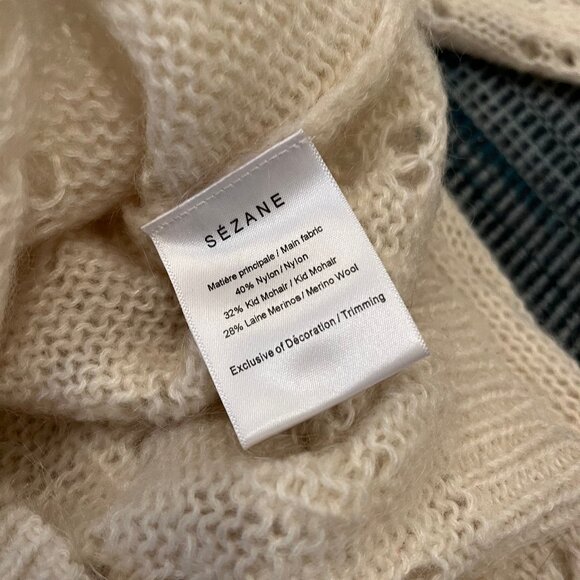 SÉZANE
Matière principale / Main fabric
40% Nylon / Nylon
32% Kid Mohair / Kid Mohair
28% Laine Merinos / Merino Wool
Exclusive of Décoration / Trimming